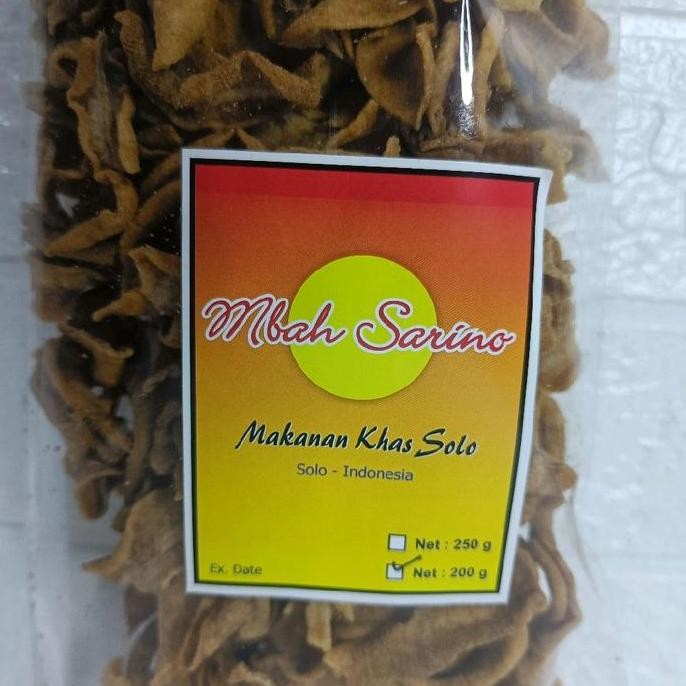 Mbah Sarino
Makanan Khas Solo
Solo - Indonesia
Net : 250 g
Ex. Date
Net : 200 g